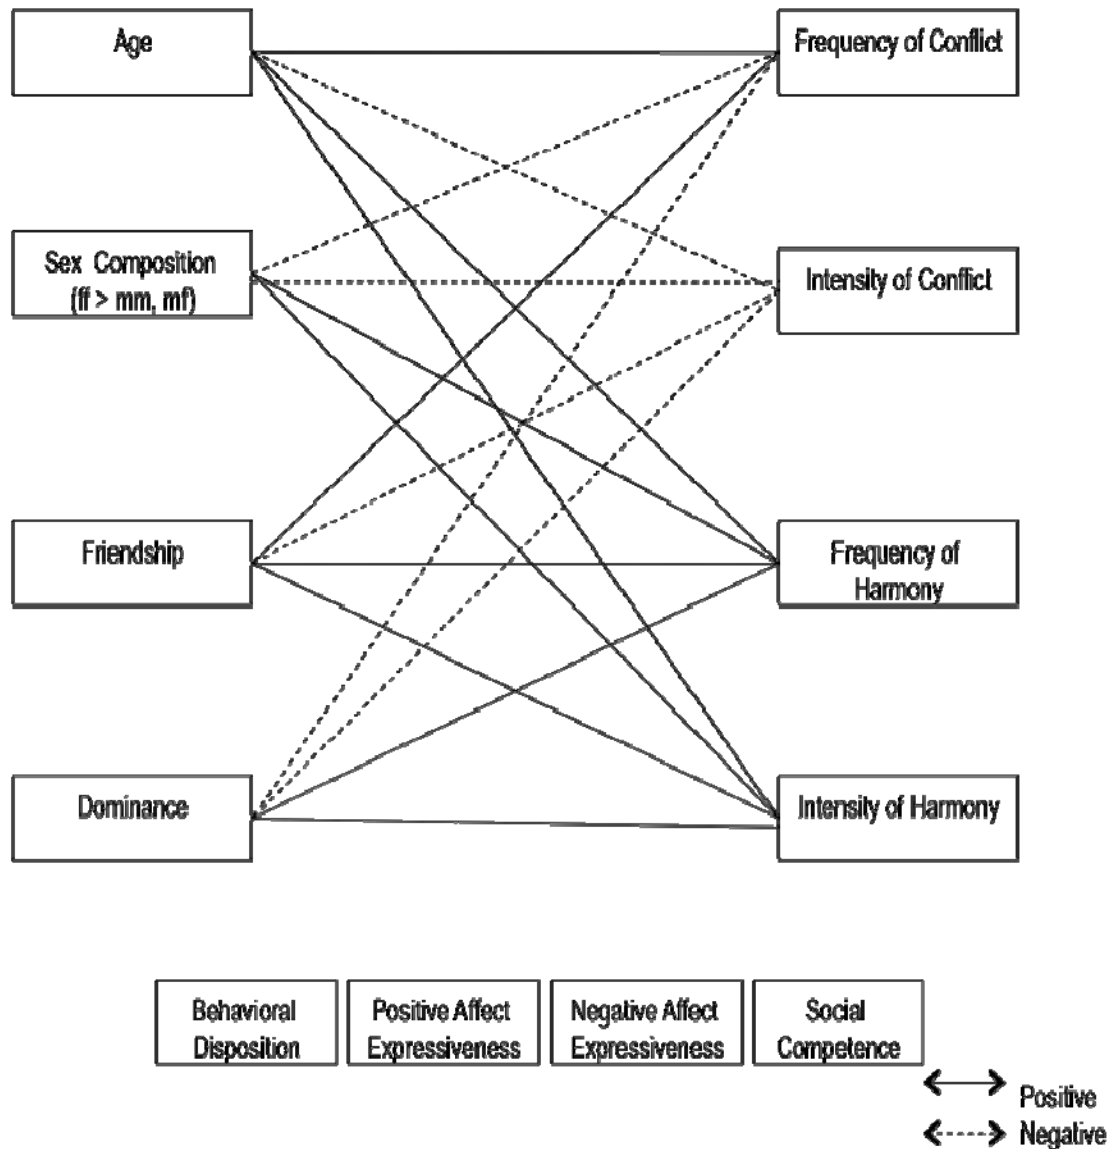 Age
Frequency of Conflict
Sex Composition
(ff > mm, mf)
Intensity of Conflict
Friendship
Frequency of
Harmony
Dominance
Intensity of Harmony
Behavioral
Disposition
Positive Affect
Expressiveness
Negative Affect
Expressiveness
Social
Competence
Positive
Negative